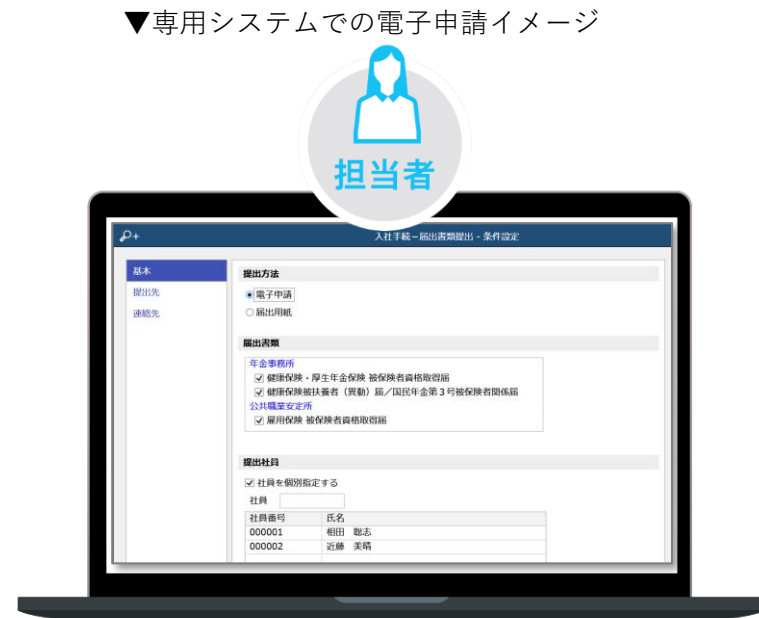 ▼専用システムでの電子申請イメージ
担当者
入社手続－届出書類提出 - 条件設定
基本
提出先
連絡先
提出方法
電子申請
届出用紙
届出書類
年金事務所
健康保険・厚生年金保険 被保険者資格取得届
健康保険被扶養者（異動）届／国民年金第３号被保険者関係届
公共職業安定所
雇用保険 被保険者資格取得届
提出社員
社員を個別指定する
社員
社員番号 氏名
000001 相田　聡志
000002 近藤　美晴